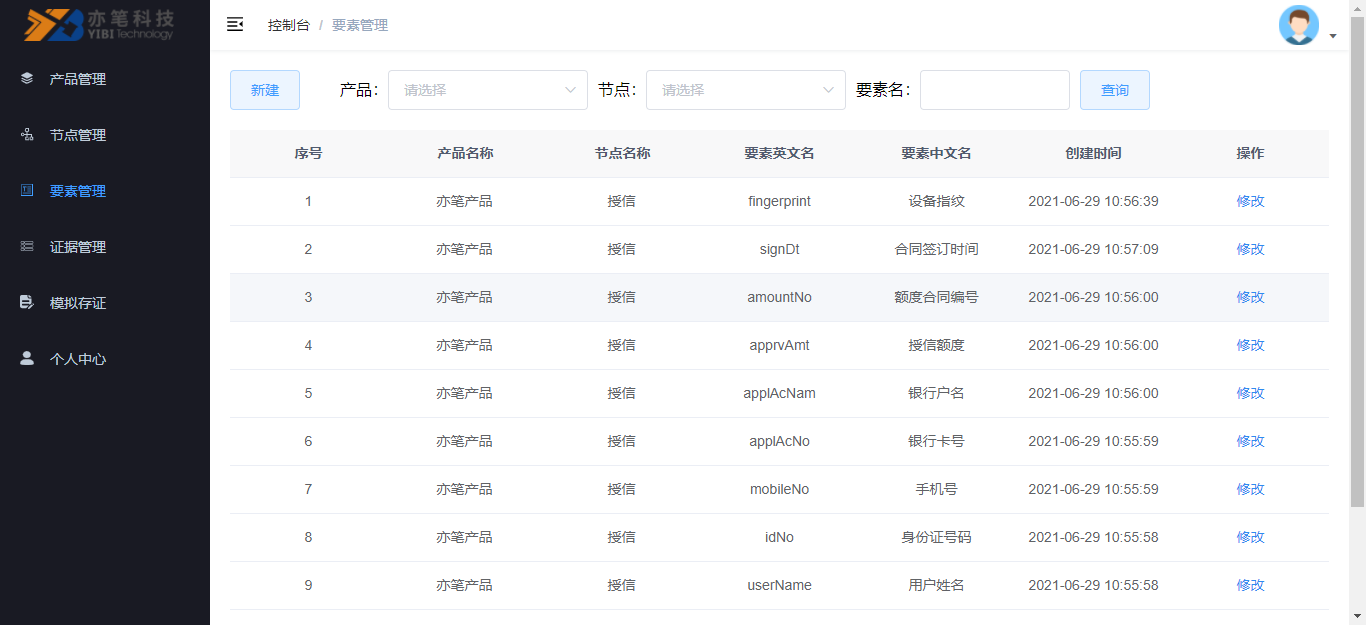 亦笔科技
YIBI Technology
产品管理
节点管理
要素管理
证据管理
模拟存证
个人中心
控制台 / 要素管理
新建 产品: 请选择 节点: 请选择 要素名: 查询
序号 产品名称 节点名称 要素英文名 要素中文名 创建时间 操作
1 亦笔产品 授信 fingerprint 设备指纹 2021-06-29 10:56:39 修改
2 亦笔产品 授信 signDt 合同签订时间 2021-06-29 10:57:09 修改
3 亦笔产品 授信 amountNo 额度合同编号 2021-06-29 10:56:00 修改
4 亦笔产品 授信 apprvAmt 授信额度 2021-06-29 10:56:00 修改
5 亦笔产品 授信 applAcNam 银行户名 2021-06-29 10:56:00 修改
6 亦笔产品 授信 applAcNo 银行卡号 2021-06-29 10:55:59 修改
7 亦笔产品 授信 mobileNo 手机号 2021-06-29 10:55:59 修改
8 亦笔产品 授信 idNo 身份证号码 2021-06-29 10:55:58 修改
9 亦笔产品 授信 userName 用户姓名 2021-06-29 10:55:58 修改